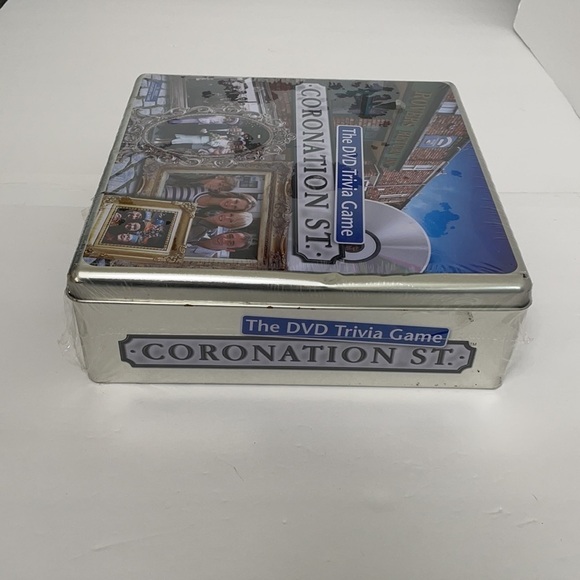 The DVD Trivia Game
CORONATION ST.
The DVD Trivia Game
CORONATION ST.